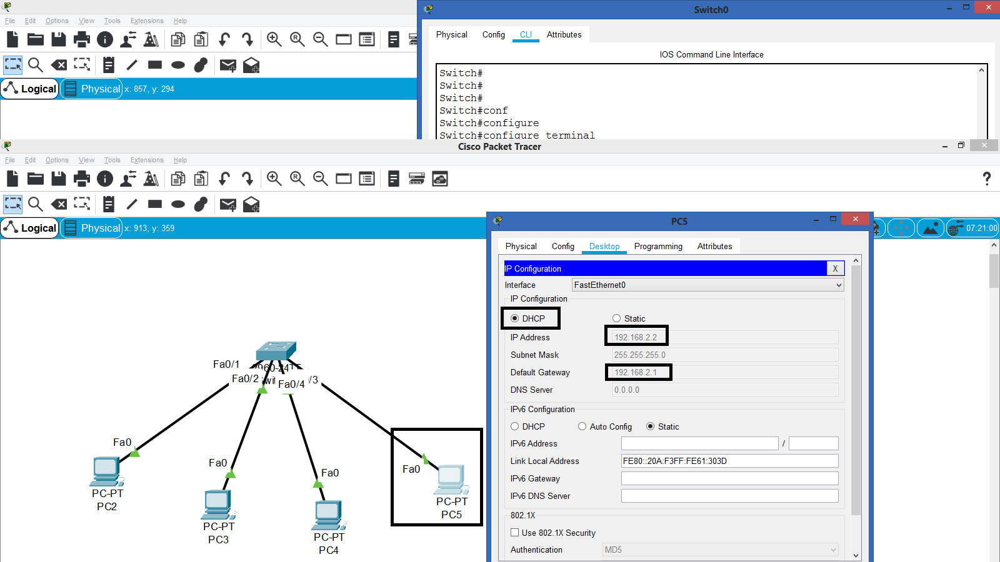 Switch0
File Edit Options View Tools Extensions Help
Physical Config CLI Attributes
IOS Command Line Interface
Switch#
Switch#
Switch#
Switch#conf
Switch#configure
Switch#configure terminal
Logical Physical x: 857, y: 294
Cisco Packet Tracer
File Edit Options View Tools Extensions Help
Logical Physical x: 913, y: 359
07:21:00
PC5
Physical Config Desktop Programming Attributes
IP Configuration X
Interface FastEthernet0
IP Configuration
DHCP Static
IP Address 192.168.2.2
Subnet Mask 255.255.255.0
Default Gateway 192.168.2.1
DNS Server 0.0.0.0
IPv6 Configuration
DHCP Auto Config Static
IPv6 Address /
Link Local Address FE80::20A:F3FF:FE61:303D
IPv6 Gateway
IPv6 DNS Server
802.1X
Use 802.1X Security
Authentication MD5
Fa0/1
Fa0/2
Fa0/4
/3
Fa0
PC-PT
PC2
Fa0
PC-PT
PC3
Fa0
PC-PT
PC4
Fa0
PC-PT
PC5